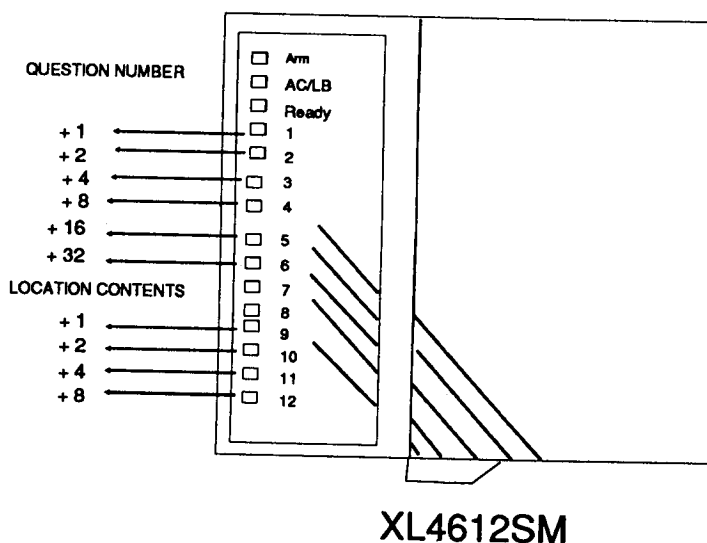 Arm
QUESTION NUMBER
AC/LB
Ready
+ 1 1
+ 2 2
+ 4 3
+ 8 4
+ 16 5
+ 32 6
LOCATION CONTENTS 7
8
+ 1 9
+ 2 10
+ 4 11
+ 8 12
XL4612SM